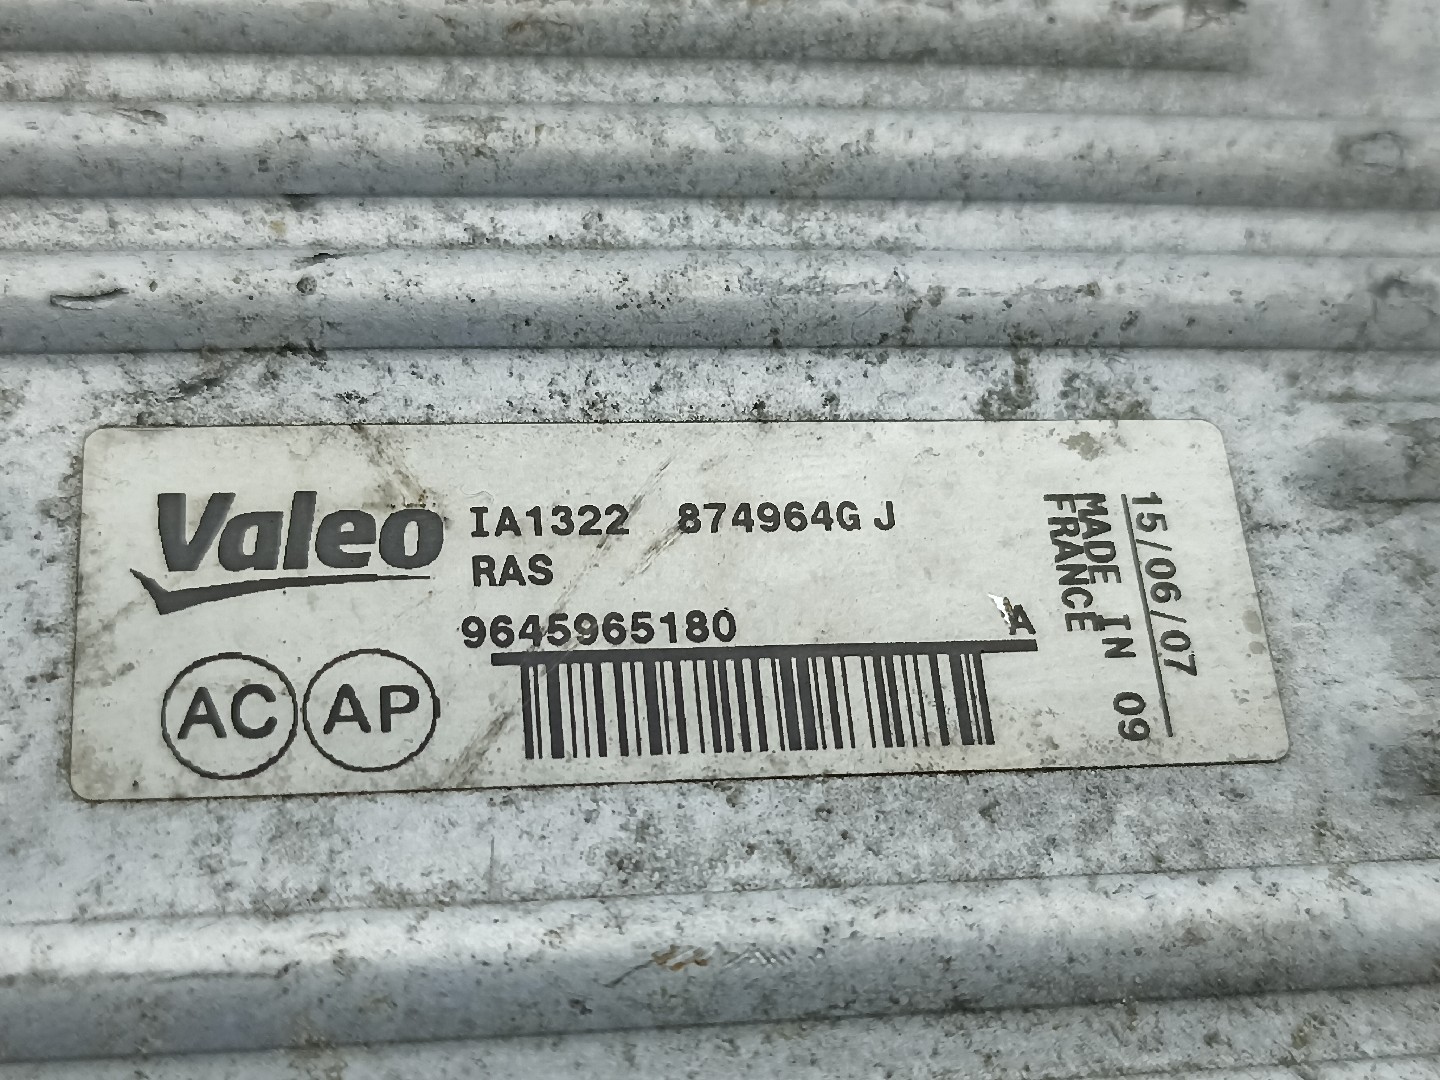 Valeo
IA1322 874964G J
RAS
9645965180 A
AC AP
15/06/07
MADE IN 09
FRANCE